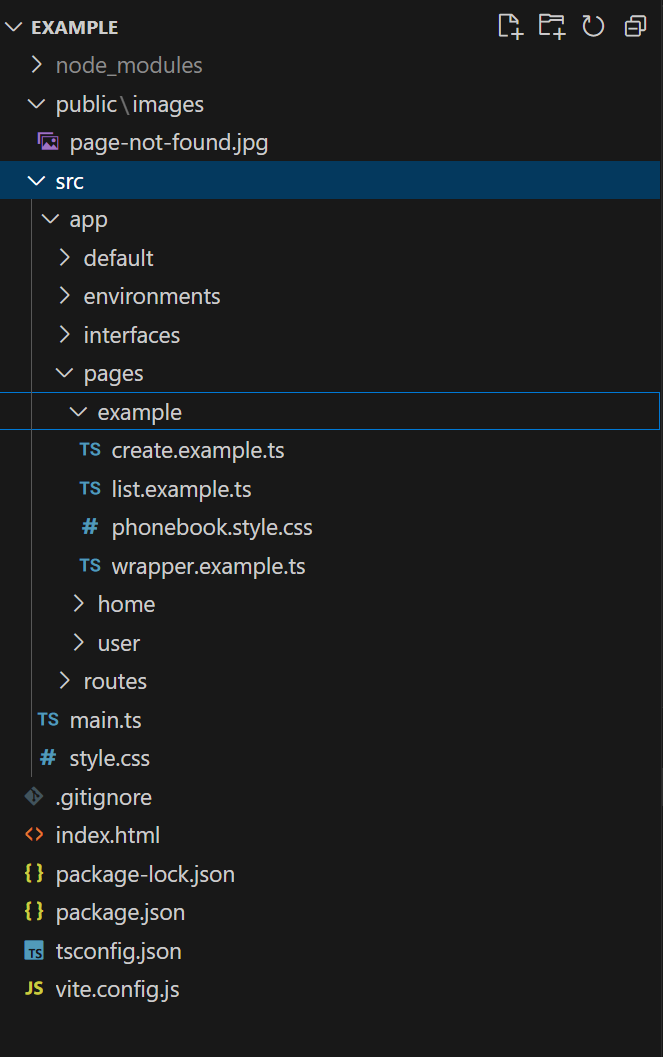 EXAMPLE
node_modules
public\images
page-not-found.jpg
src
app
default
environments
interfaces
pages
example
TS create.example.ts
TS list.example.ts
# phonebook.style.css
TS wrapper.example.ts
home
user
routes
TS main.ts
# style.css
.gitignore
<> index.html
{} package-lock.json
{} package.json
TS tsconfig.json
JS vite.config.js